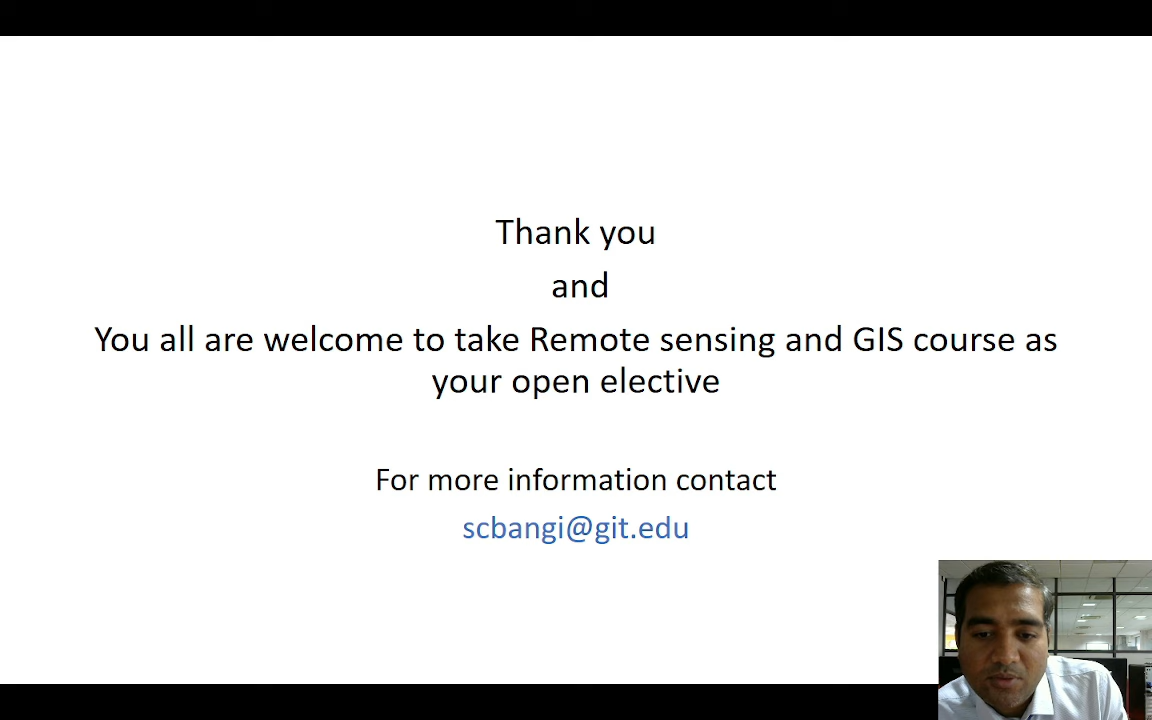 Thank you
and
You all are welcome to take Remote sensing and GIS course as
your open elective
For more information contact
scbangi@git.edu